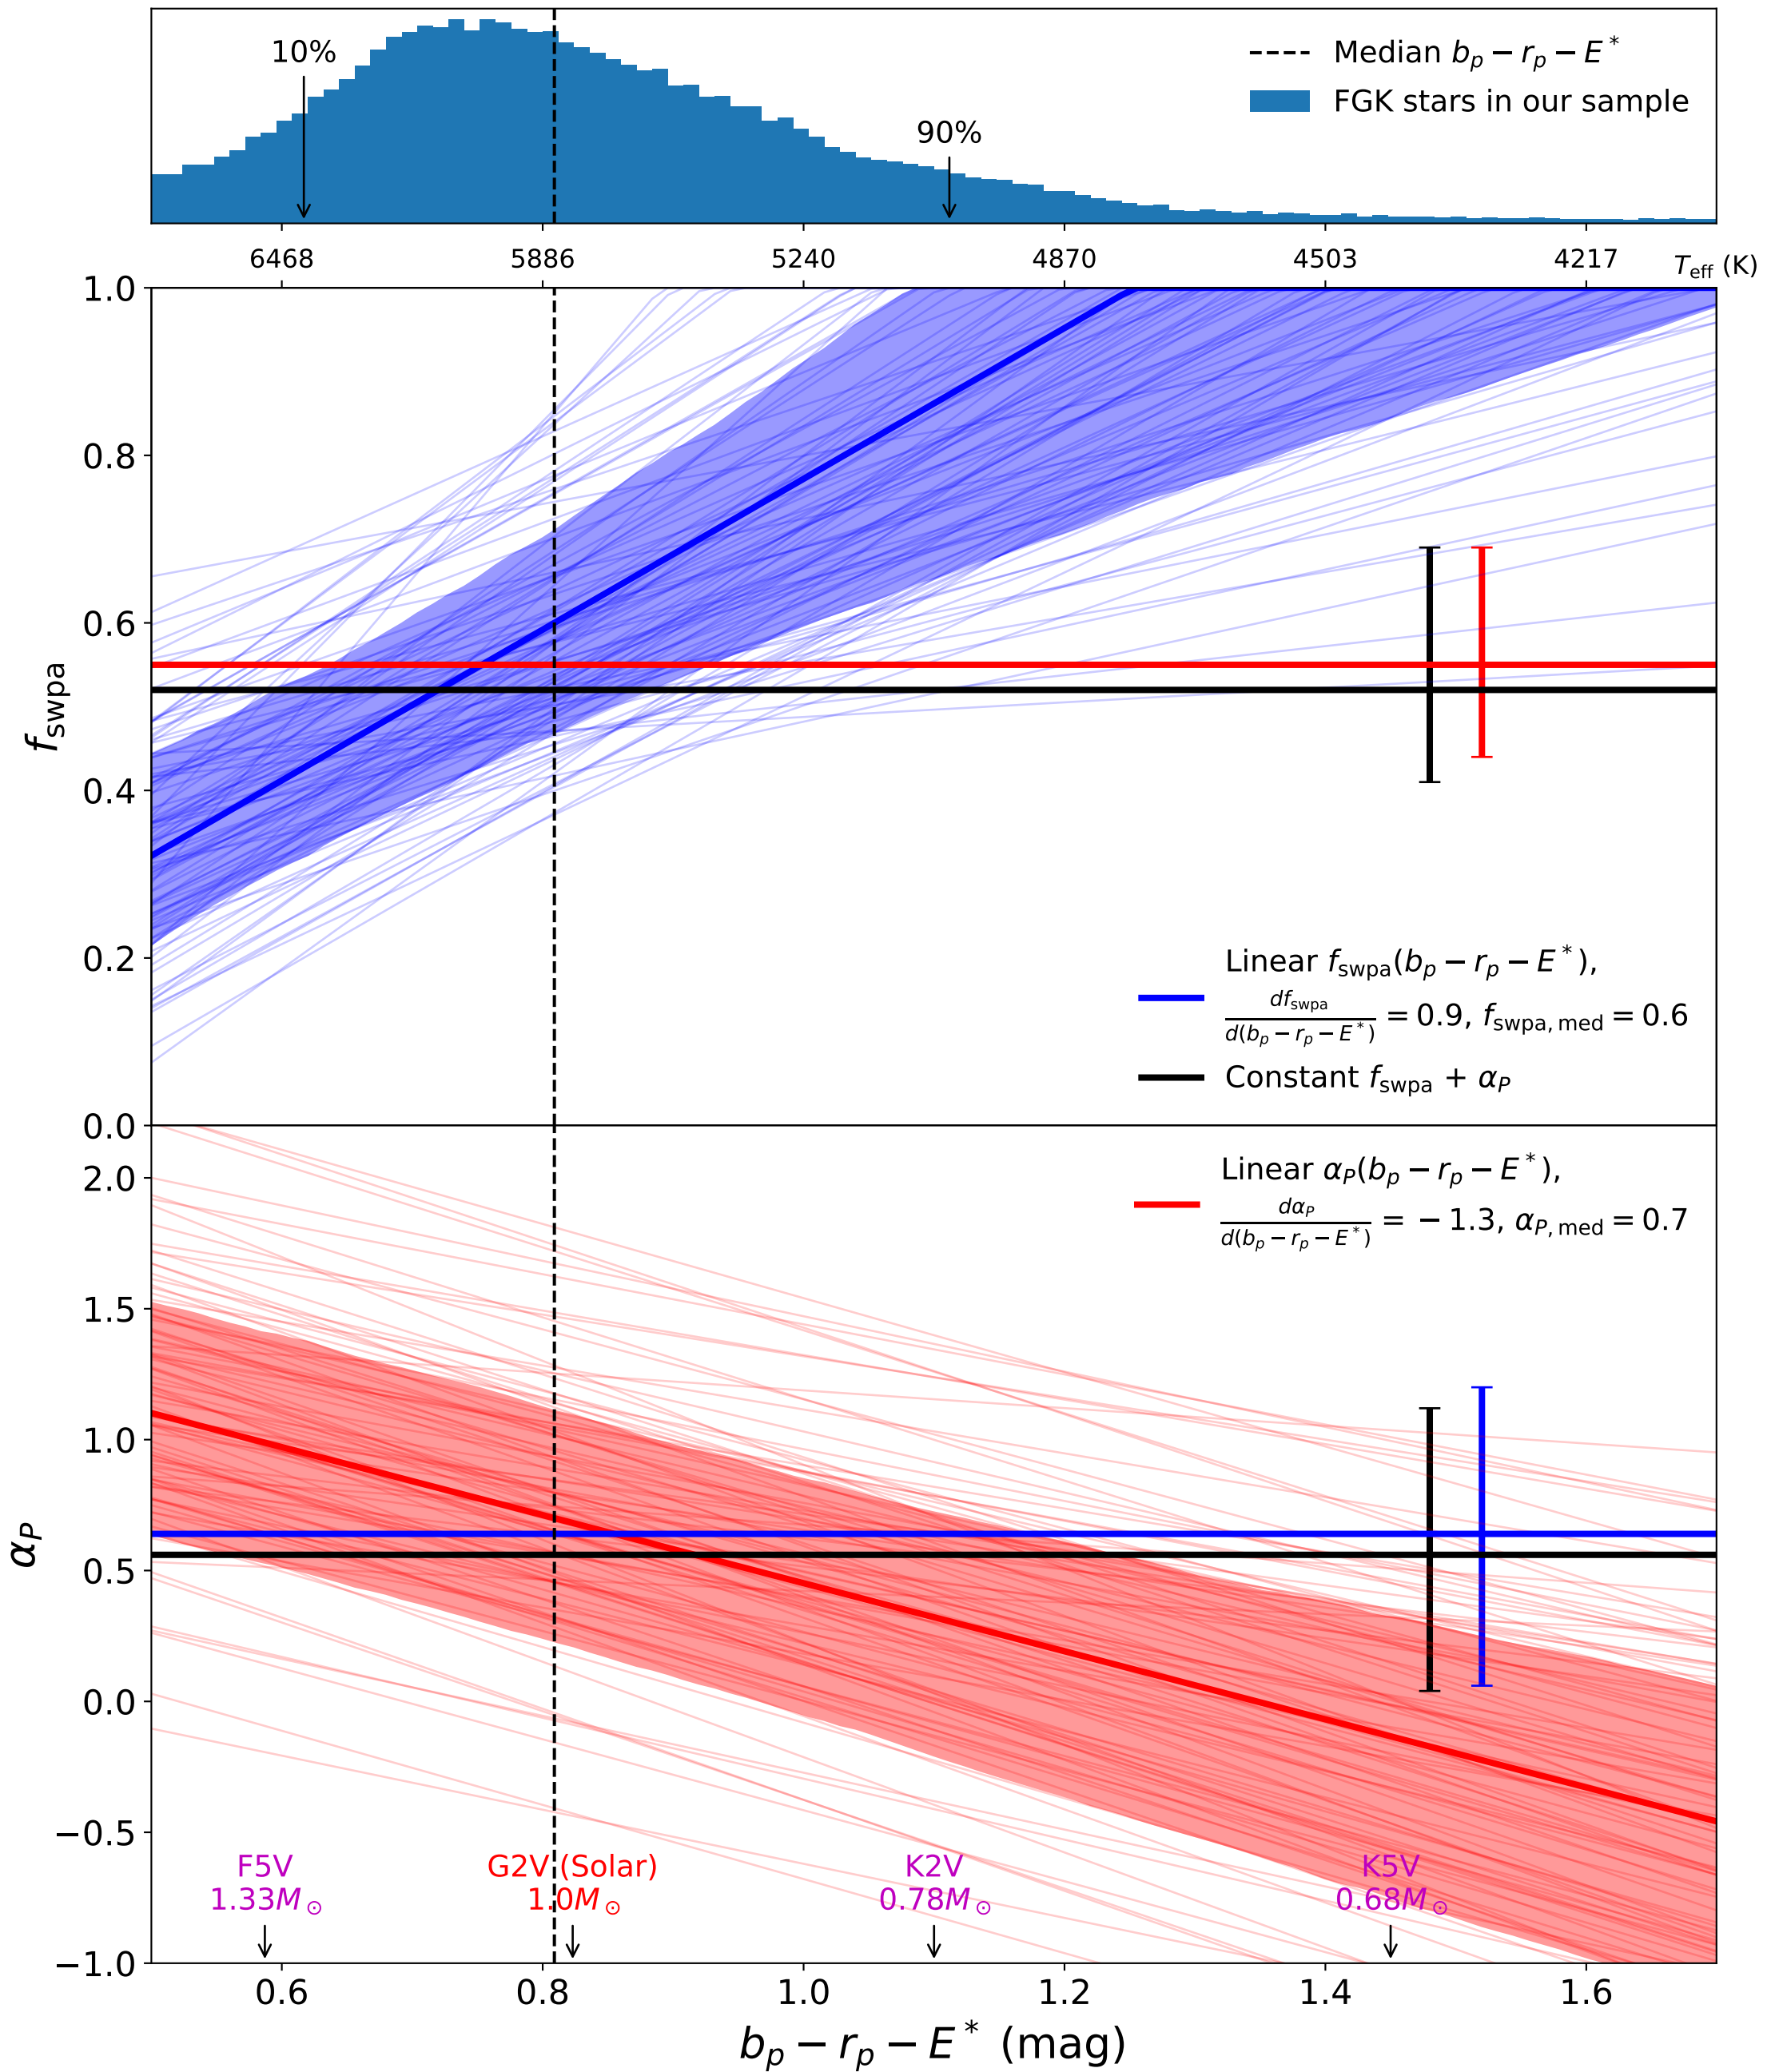 10%
90%
Median b_p − r_p − E*
FGK stars in our sample
6468 5886 5240 4870 4503 4217 T_eff (K)
1.0
0.8
0.6
0.4
0.2
0.0
f_swpa
Linear f_swpa(b_p − r_p − E*),
df_swpa/d(b_p − r_p − E*) = 0.9, f_swpa, med = 0.6
Constant f_swpa + α_P
2.0
1.5
1.0
0.5
0.0
−0.5
−1.0
α_P
Linear α_P(b_p − r_p − E*),
dα_P/d(b_p − r_p − E*) = − 1.3, α_P, med = 0.7
F5V G2V (Solar) K2V K5V
1.33M⊙ 1.0M⊙ 0.78M⊙ 0.68M⊙
0.6 0.8 1.0 1.2 1.4 1.6
b_p − r_p − E* (mag)